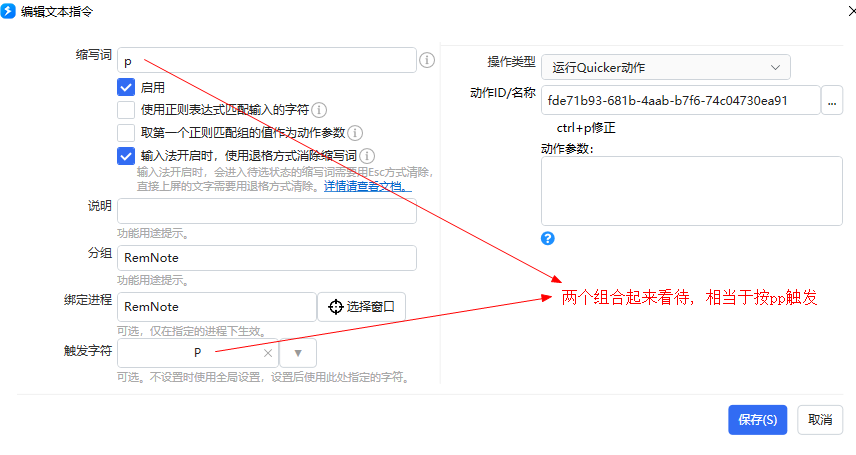 编辑文本指令
缩写词 p
启用
使用正则表达式匹配输入的字符
取第一个正则匹配组的值作为动作参数
输入法开启时，使用退格方式消除缩写词
输入法开启时，会进入待选状态的缩写词需要用Esc方式清除，
直接上屏的文字需要用退格方式清除。详情请查看文档。
说明
功能用途提示。
分组 RemNote
功能用途提示。
绑定进程 RemNote 选择窗口
可选，仅在指定的进程下生效。
触发字符 P
可选。不设置时使用全局设置，设置后使用此处指定的字符。
操作类型 运行Quicker动作
动作ID/名称 fde71b93-681b-4aab-b7f6-74c04730ea91 ...
ctrl+p修正
动作参数：
两个组合起来看待，相当于按pp触发
保存(S) 取消